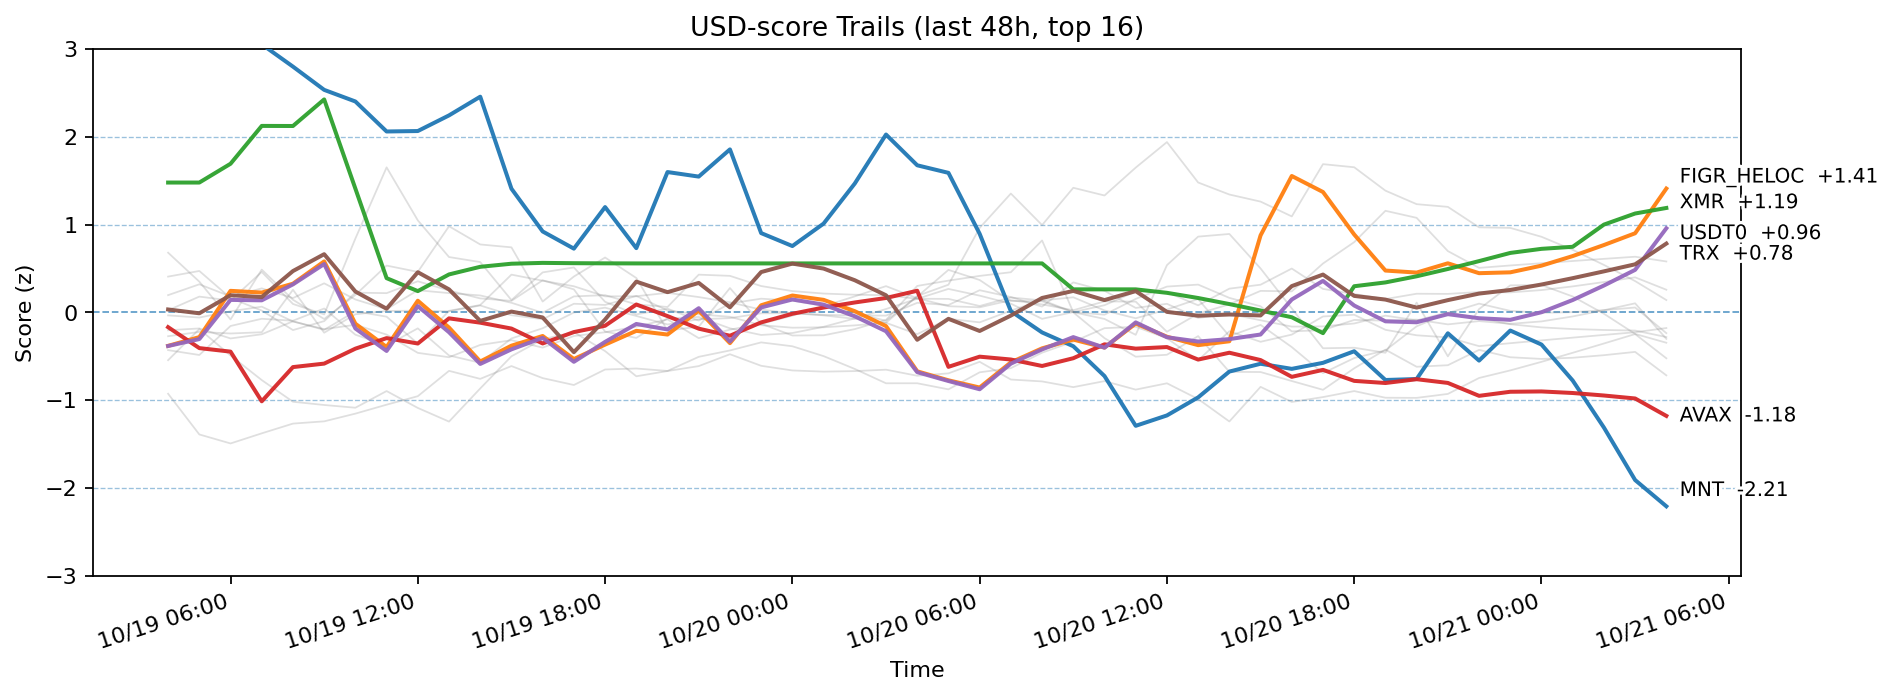 USD-score Trails (last 48h, top 16)
Score (z)
3
2
1
0
−1
−2
−3
FIGR_HELOC +1.41
XMR +1.19
USDT0 +0.96
TRX +0.78
AVAX -1.18
MNT -2.21
10/19 06:00
10/19 12:00
10/19 18:00
10/20 00:00
10/20 06:00
10/20 12:00
10/20 18:00
10/21 00:00
10/21 06:00
Time